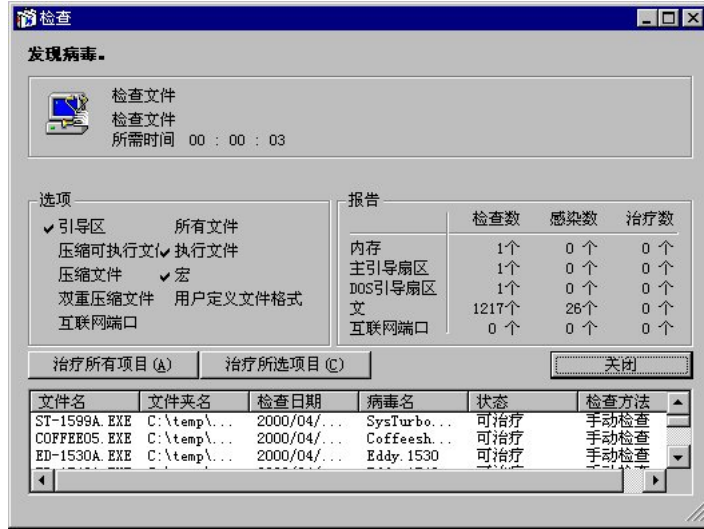 检查
发现病毒。
检查文件
检查文件
所需时间 00 : 00 : 03
选项
引导区 所有文件
压缩可执行文 执行文件
压缩文件 宏
双重压缩文件 用户定义文件格式
互联网端口
报告
检查数 感染数 治疗数
内存 1个 0 个 0 个
主引导扇区 1个 0 个 0 个
DOS引导扇区 1个 0 个 0 个
文 1217个 26个 0 个
互联网端口 0 个 0 个 0 个
治疗所有项目(A) 治疗所选项目(C) 关闭
文件名 文件夹名 检查日期 病毒名 状态 检查方法
ST-1599A.EXE C:\temp\... 2000/04/... SysTurbo... 可治疗 手动检查
COFFEE05.EXE C:\temp\... 2000/04/... Coffeesh... 可治疗 手动检查
ED-1530A.EXE C:\temp\... 2000/04/... Eddy.1530 可治疗 手动检查